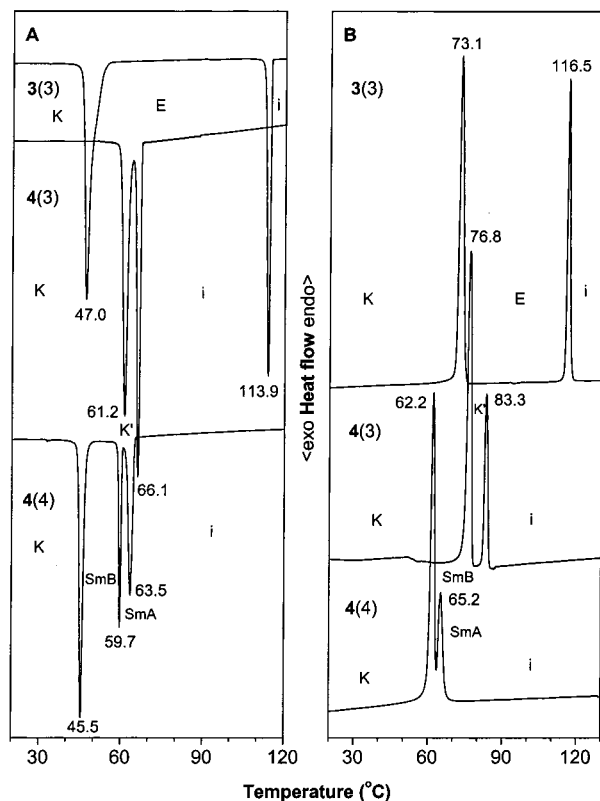 A
3(3)
K
E
i
4(3)
K
i
47.0
113.9
61.2
K'
66.1
4(4)
K
i
SmB
63.5
SmA
59.7
45.5
30
60
90
120
<exo Heat flow endo>
B
73.1
116.5
3(3)
76.8
K
E
i
62.2
K'
83.3
4(3)
K
i
SmB
65.2
4(4)
SmA
K
i
30
60
90
120
Temperature (°C)